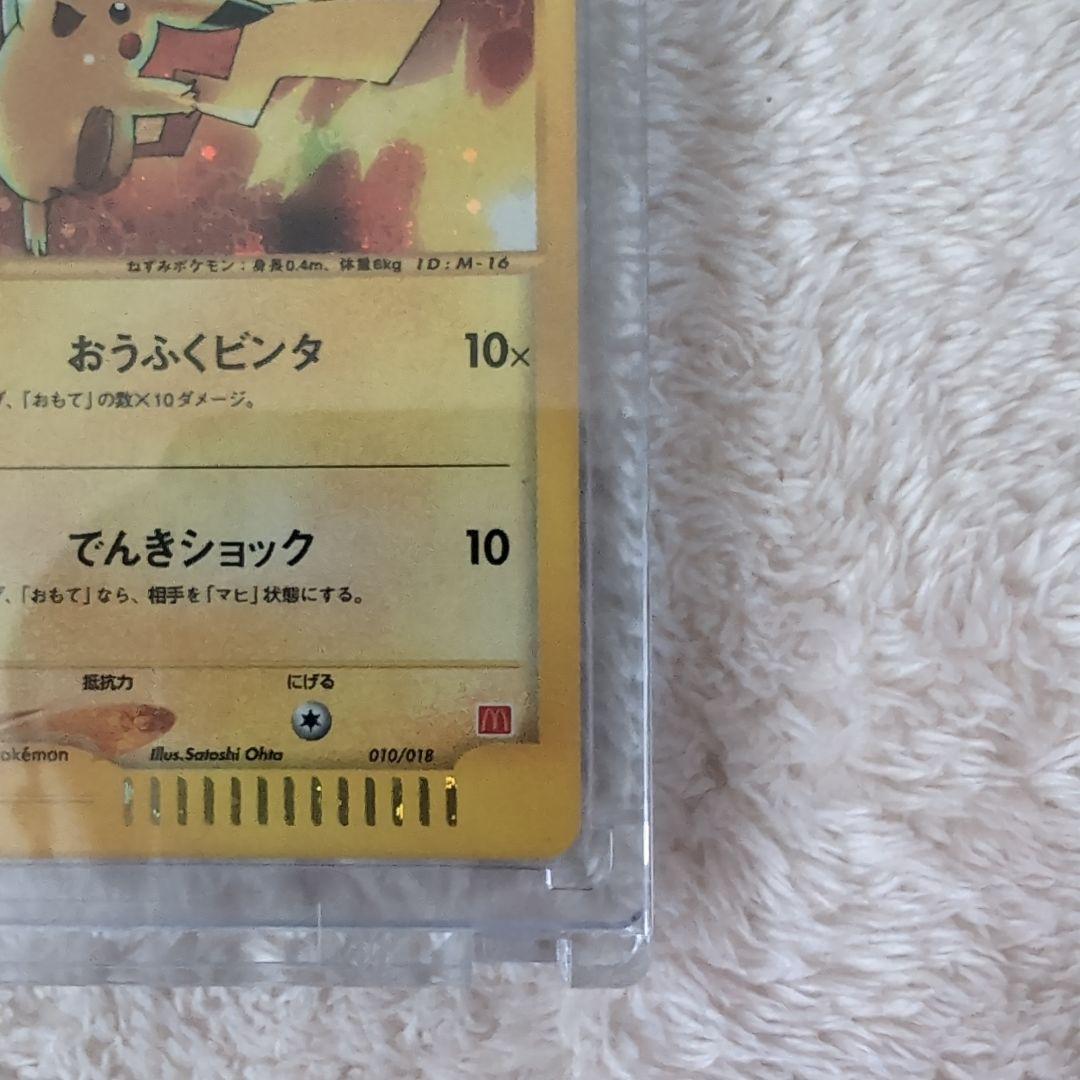 ねずみポケモン：身長0.4m、体重6kg ID:M-16
おうふくビンタ 10×
、「おもて」の数×10ダメージ。
でんきショック 10
、「おもて」なら、相手を「マヒ」状態にする。
抵抗力 にげる
okémon Illus.Satoshi Ohta 010/018